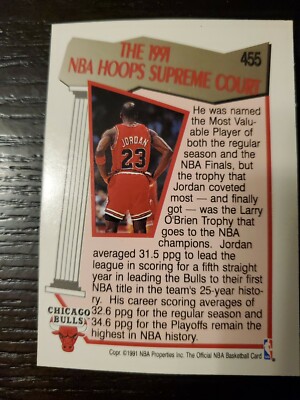 455
THE 1991
NBA HOOPS SUPREME COURT
He was named
the Most Valu-
able Player of
both the regular
season and the
NBA Finals, but
the trophy that
Jordan coveted
most — and finally
got — was the Larry
O'Brien Trophy
that goes to the NBA
champions. Jordan
averaged 31.5 ppg to lead the
league in scoring for a fifth straight
year in leading the Bulls to their first
NBA title in the team's 25-year histo-
ry. His career scoring averages of
32.6 ppg for the regular season and
34.6 ppg for the Playoffs remain the
highest in NBA history.
JORDAN
23
CHICAGO
BULLS
Copr. ©1991 NBA Properties Inc. The Official NBA Basketball Card